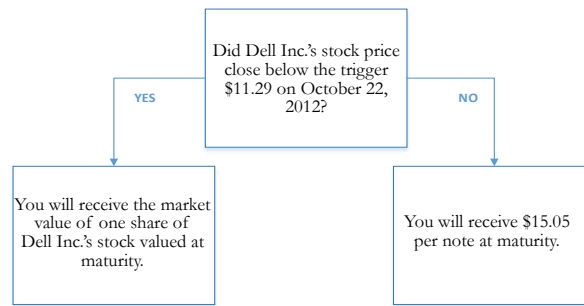 Did Dell Inc.'s stock price
close below the trigger
$11.29 on October 22,
2012?
YES
NO
You will receive the market
value of one share of
Dell Inc.'s stock valued at
maturity.
You will receive $15.05
per note at maturity.